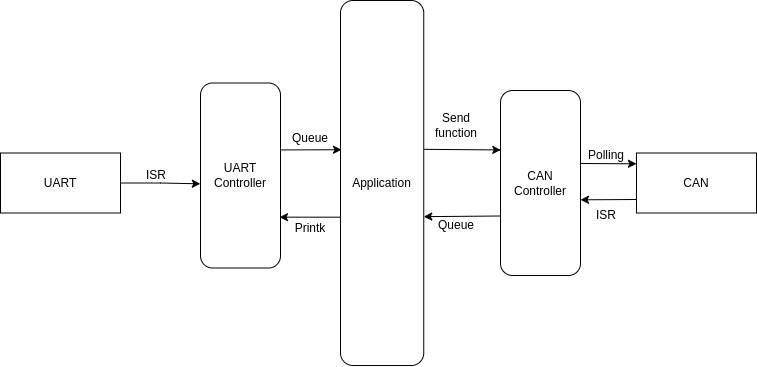 UART
ISR
UART
Controller
Queue
Printk
Application
Send
function
Queue
CAN
Controller
Polling
ISR
CAN